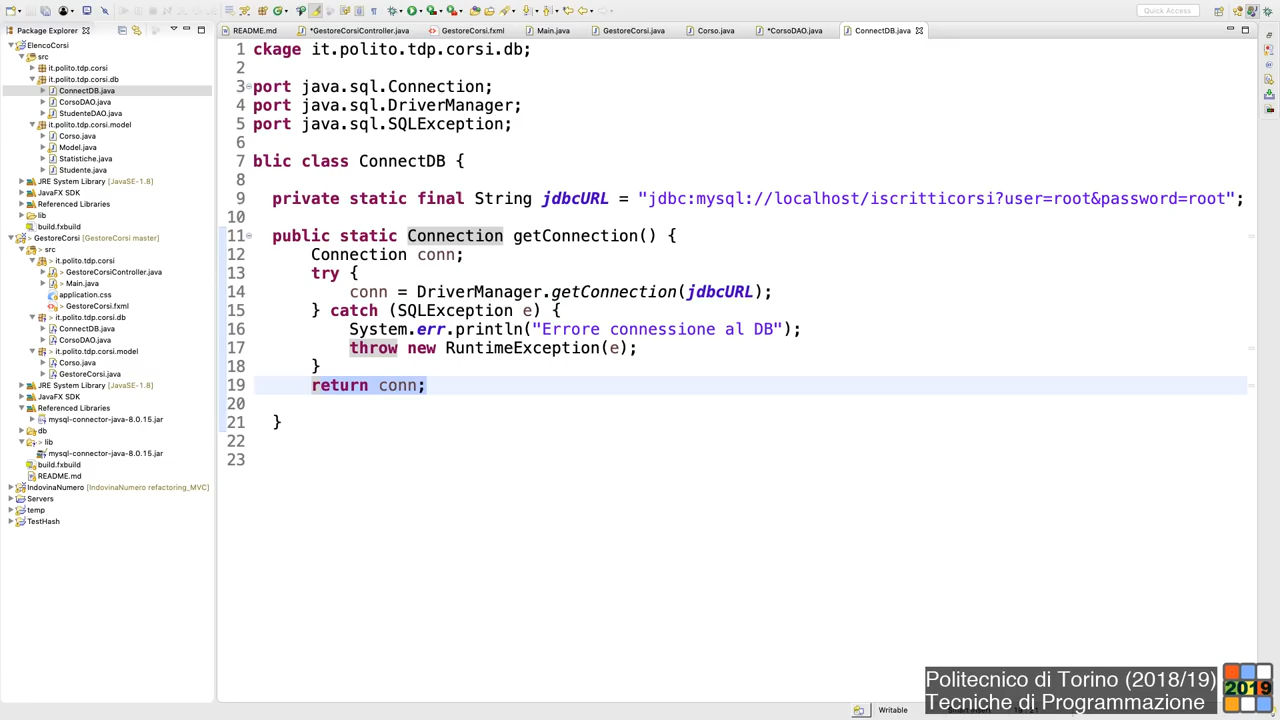 Quick Access
Package Explorer
README.md
*GestoreCorsiController.java
GestoreCorsi.fxml
Main.java
GestoreCorsi.java
Corso.java
*CorsoDAO.java
ConnectDB.java
ElencoCorsi
src
it.polito.tdp.corsi
it.polito.tdp.corsi.db
ConnectDB.java
CorsoDAO.java
StudenteDAO.java
it.polito.tdp.corsi.model
Corso.java
Model.java
Statistiche.java
Studente.java
JRE System Library [JavaSE-1.8]
JavaFX SDK
Referenced Libraries
lib
build.fxbuild
> GestoreCorsi [GestoreCorsi master]
> src
> it.polito.tdp.corsi
> GestoreCorsiController.java
> Main.java
application.css
> GestoreCorsi.fxml
> it.polito.tdp.corsi.db
ConnectDB.java
CorsoDAO.java
> it.polito.tdp.corsi.model
Corso.java
GestoreCorsi.java
JRE System Library [JavaSE-1.8]
JavaFX SDK
Referenced Libraries
mysql-connector-java-8.0.15.jar
db
> lib
mysql-connector-java-8.0.15.jar
build.fxbuild
README.md
IndovinaNumero [IndovinaNumero refactoring_MVC]
Servers
temp
TestHash
1 ckage it.polito.tdp.corsi.db;
2
3 port java.sql.Connection;
4 port java.sql.DriverManager;
5 port java.sql.SQLException;
6
7 blic class ConnectDB {
8
9 private static final String jdbcURL = "jdbc:mysql://localhost/iscritticorsi?user=root&password=root";
10
11 public static Connection getConnection() {
12 Connection conn;
13 try {
14 conn = DriverManager.getConnection(jdbcURL);
15 } catch (SQLException e) {
16 System.err.println("Errore connessione al DB");
17 throw new RuntimeException(e);
18 }
19 return conn;
20
21 }
22
23
Writable
Politecnico di Torino (2018/19)
Tecniche di Programmazione
2019